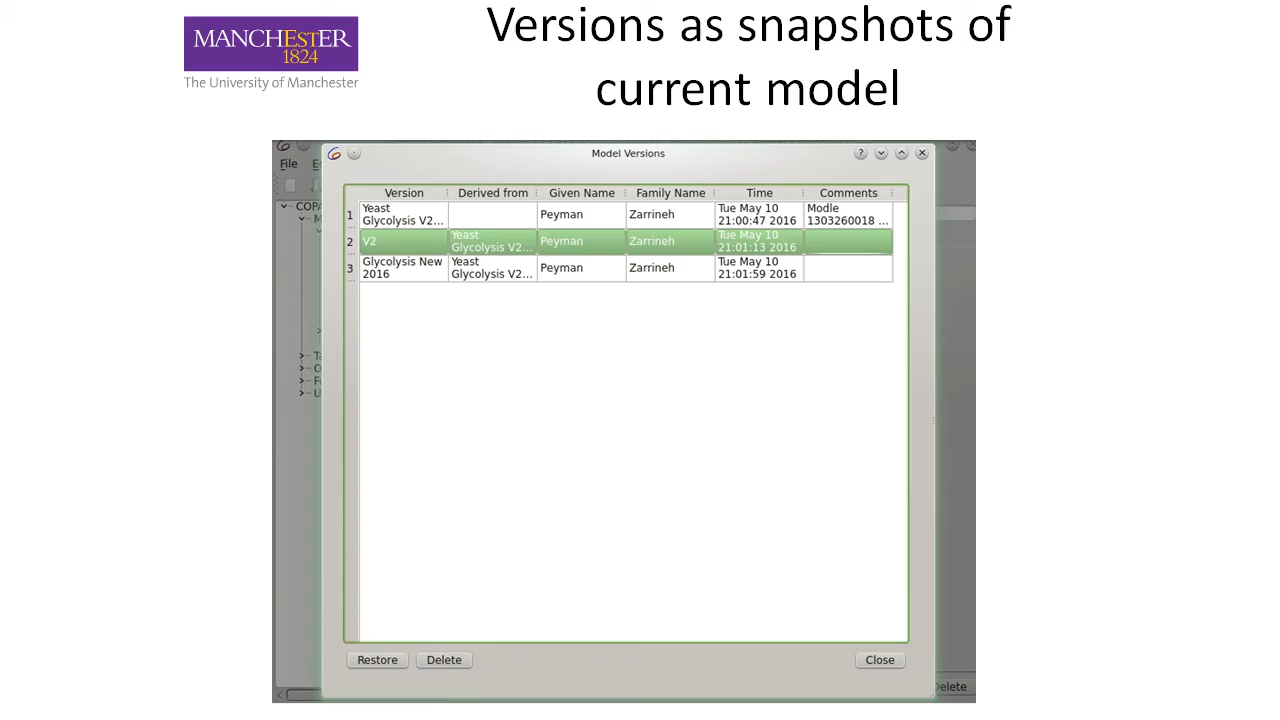 MANCHESTER
1824
The University of Manchester
Versions as snapshots of
current model
File
Model Versions
Version Derived from Given Name Family Name Time Comments
1 Yeast Glycolysis V2... Peyman Zarrineh Tue May 10 21:00:47 2016 Modle 1303260018 ...
2 V2 Yeast Glycolysis V2... Peyman Zarrineh Tue May 10 21:01:13 2016
3 Glycolysis New 2016 Yeast Glycolysis V2... Peyman Zarrineh Tue May 10 21:01:59 2016
Restore Delete Close